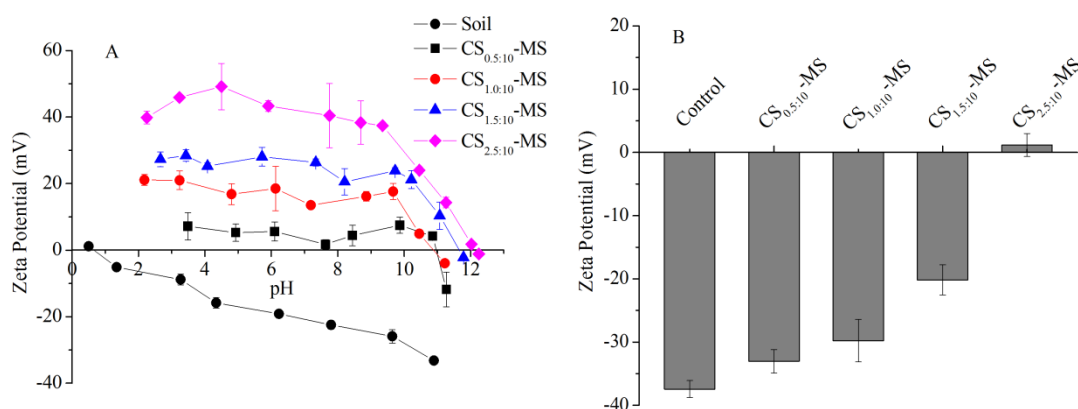 A
Soil
CS0.5:10-MS
CS1.0:10-MS
CS1.5:10-MS
CS2.5:10-MS
60
40
20
0
-20
-40
0 2 4 6 8 10 12
pH
Zeta Potential (mV)
B
20
10
0
-10
-20
-30
-40
Zeta Potential (mV)
Control
CS0.5:10-MS
CS1.0:10-MS
CS1.5:10-MS
CS2.5:10-MS